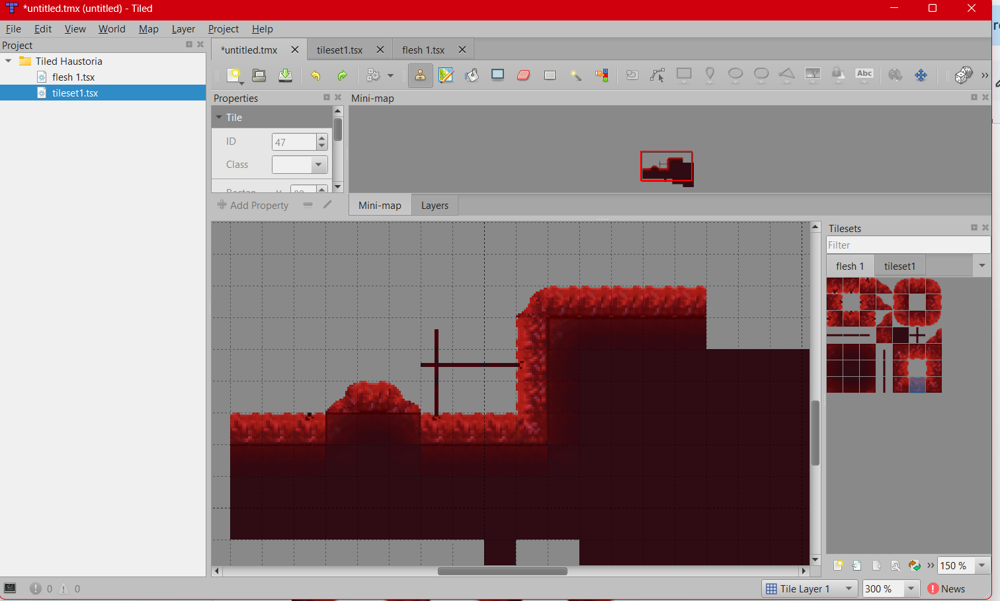 *untitled.tmx (untitled) - Tiled
File Edit View World Map Layer Project Help
Project
Tiled Haustoria
flesh 1.tsx
tileset1.tsx
*untitled.tmx
tileset1.tsx
flesh 1.tsx
Abc
Properties
Tile
ID 47
Class
Add Property
Mini-map
Mini-map Layers
Tilesets
Filter
flesh 1 tileset1
150 %
0 0
Tile Layer 1
300 %
News